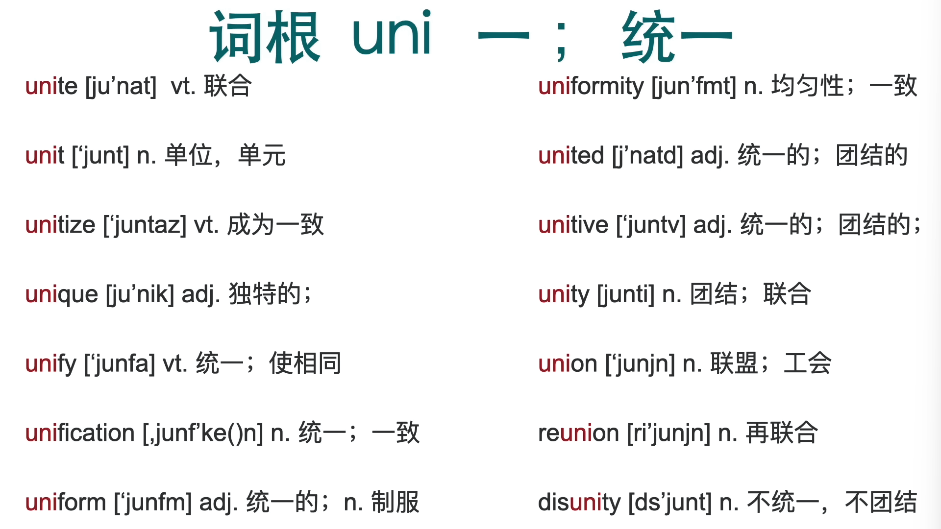 词根 uni 一； 统一
unite [ju’nat] vt. 联合
unit [‘junt] n. 单位，单元
unitize [‘juntaz] vt. 成为一致
unique [ju’nik] adj. 独特的；
unify [‘junfa] vt. 统一；使相同
unification [,junf’ke()n] n. 统一；一致
uniform [‘junfm] adj. 统一的；n. 制服
uniformity [jun’fmt] n. 均匀性；一致
united [j’natd] adj. 统一的；团结的
unitive [‘juntv] adj. 统一的；团结的；
unity [junti] n. 团结；联合
union [‘junjn] n. 联盟；工会
reunion [ri’junjn] n. 再联合
disunity [ds’junt] n. 不统一，不团结